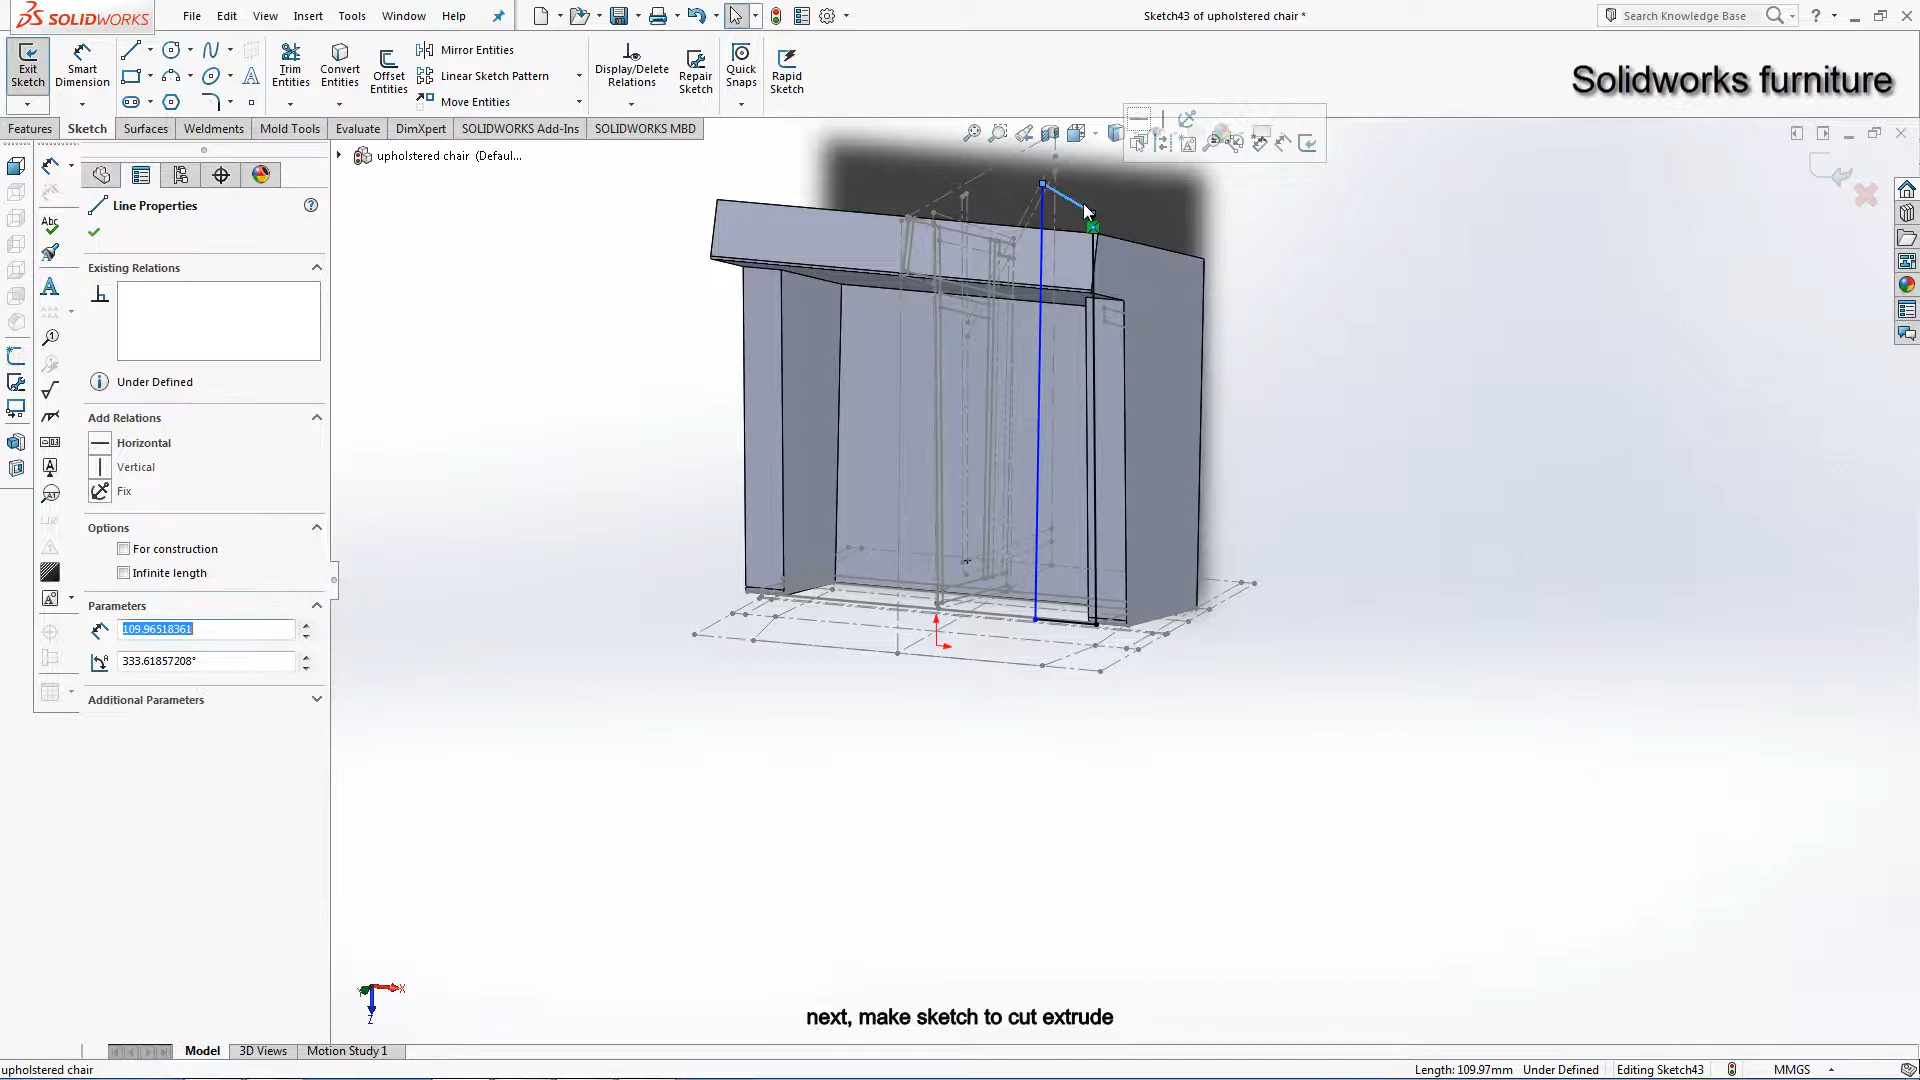 SOLIDWORKS
File Edit View Insert Tools Window Help
Sketch43 of upholstered chair *
Search Knowledge Base
Exit Sketch
Smart Dimension
Trim Entities
Convert Entities
Offset Entities
Mirror Entities
Linear Sketch Pattern
Move Entities
Display/Delete Relations
Repair Sketch
Quick Snaps
Rapid Sketch
Solidworks furniture
Features Sketch Surfaces Weldments Mold Tools Evaluate DimXpert SOLIDWORKS Add-Ins SOLIDWORKS MBD
upholstered chair (Defaul...
Line Properties
Existing Relations
Under Defined
Add Relations
Horizontal
Vertical
Fix
Options
For construction
Infinite length
Parameters
109.96518361
333.61857208°
Additional Parameters
Abc
X
Z
next, make sketch to cut extrude
Model 3D Views Motion Study 1
upholstered chair
Length: 109.97mm Under Defined Editing Sketch43 MMGS